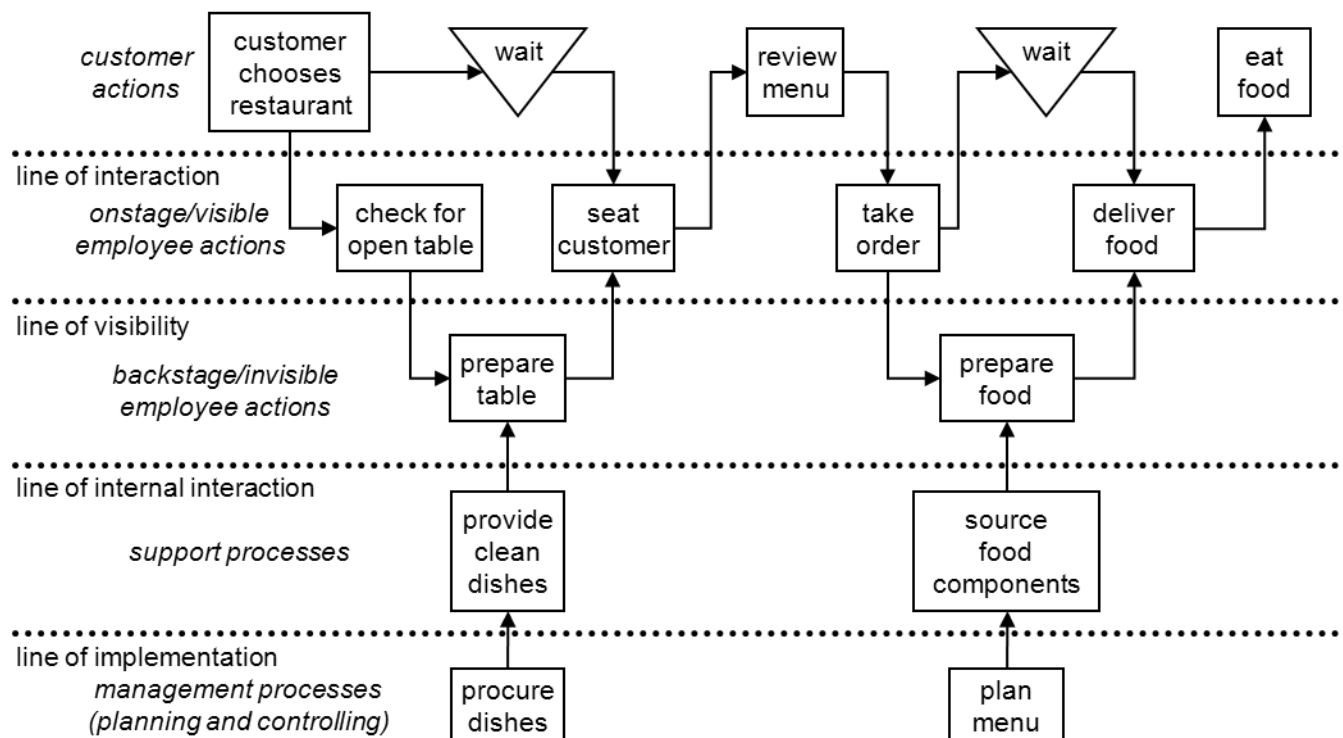 customer
actions
customer
chooses
restaurant
wait
review
menu
wait
eat
food
line of interaction
onstage/visible
employee actions
check for
open table
seat
customer
take
order
deliver
food
line of visibility
backstage/invisible
employee actions
prepare
table
prepare
food
line of internal interaction
support processes
provide
clean
dishes
source
food
components
line of implementation
management processes
(planning and controlling)
procure
dishes
plan
menu